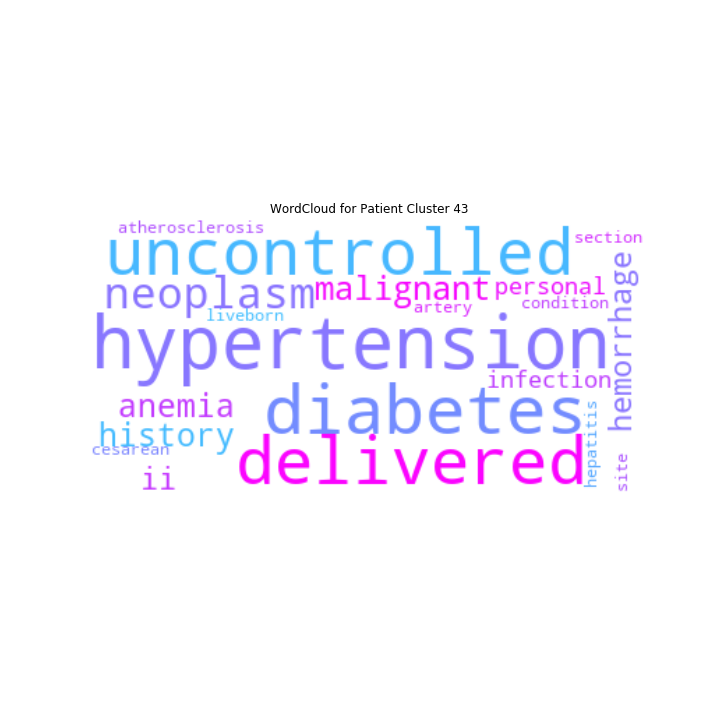 WordCloud for Patient Cluster 43
atherosclerosis
uncontrolled
section
neoplasm
malignant
personal
condition
artery
liveborn
hypertension
hemorrhage
infection
diabetes
anemia
history
cesarean
delivered
hepatitis
site
ii